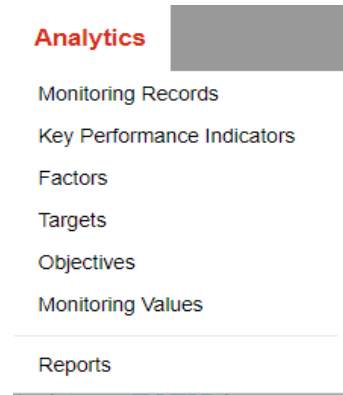 Analytics
Monitoring Records
Key Performance Indicators
Factors
Targets
Objectives
Monitoring Values
Reports